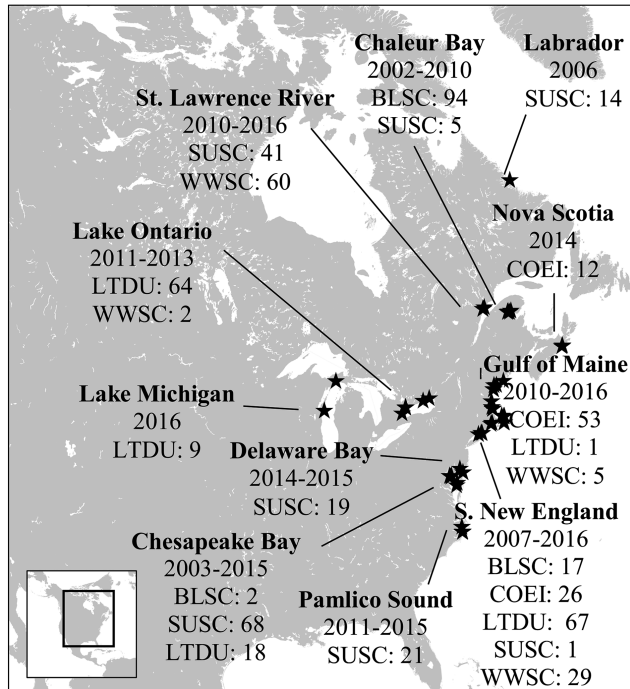 Chaleur Bay
2002-2010
BLSC: 94
SUSC: 5
Labrador
2006
SUSC: 14
St. Lawrence River
2010-2016
SUSC: 41
WWSC: 60
Nova Scotia
2014
COEI: 12
Lake Ontario
2011-2013
LTDU: 64
WWSC: 2
Gulf of Maine
2010-2016
COEI: 53
LTDU: 1
WWSC: 5
Lake Michigan
2016
LTDU: 9
Delaware Bay
2014-2015
SUSC: 19
S. New England
2007-2016
BLSC: 17
COEI: 26
LTDU: 67
SUSC: 1
WWSC: 29
Chesapeake Bay
2003-2015
BLSC: 2
SUSC: 68
LTDU: 18
Pamlico Sound
2011-2015
SUSC: 21